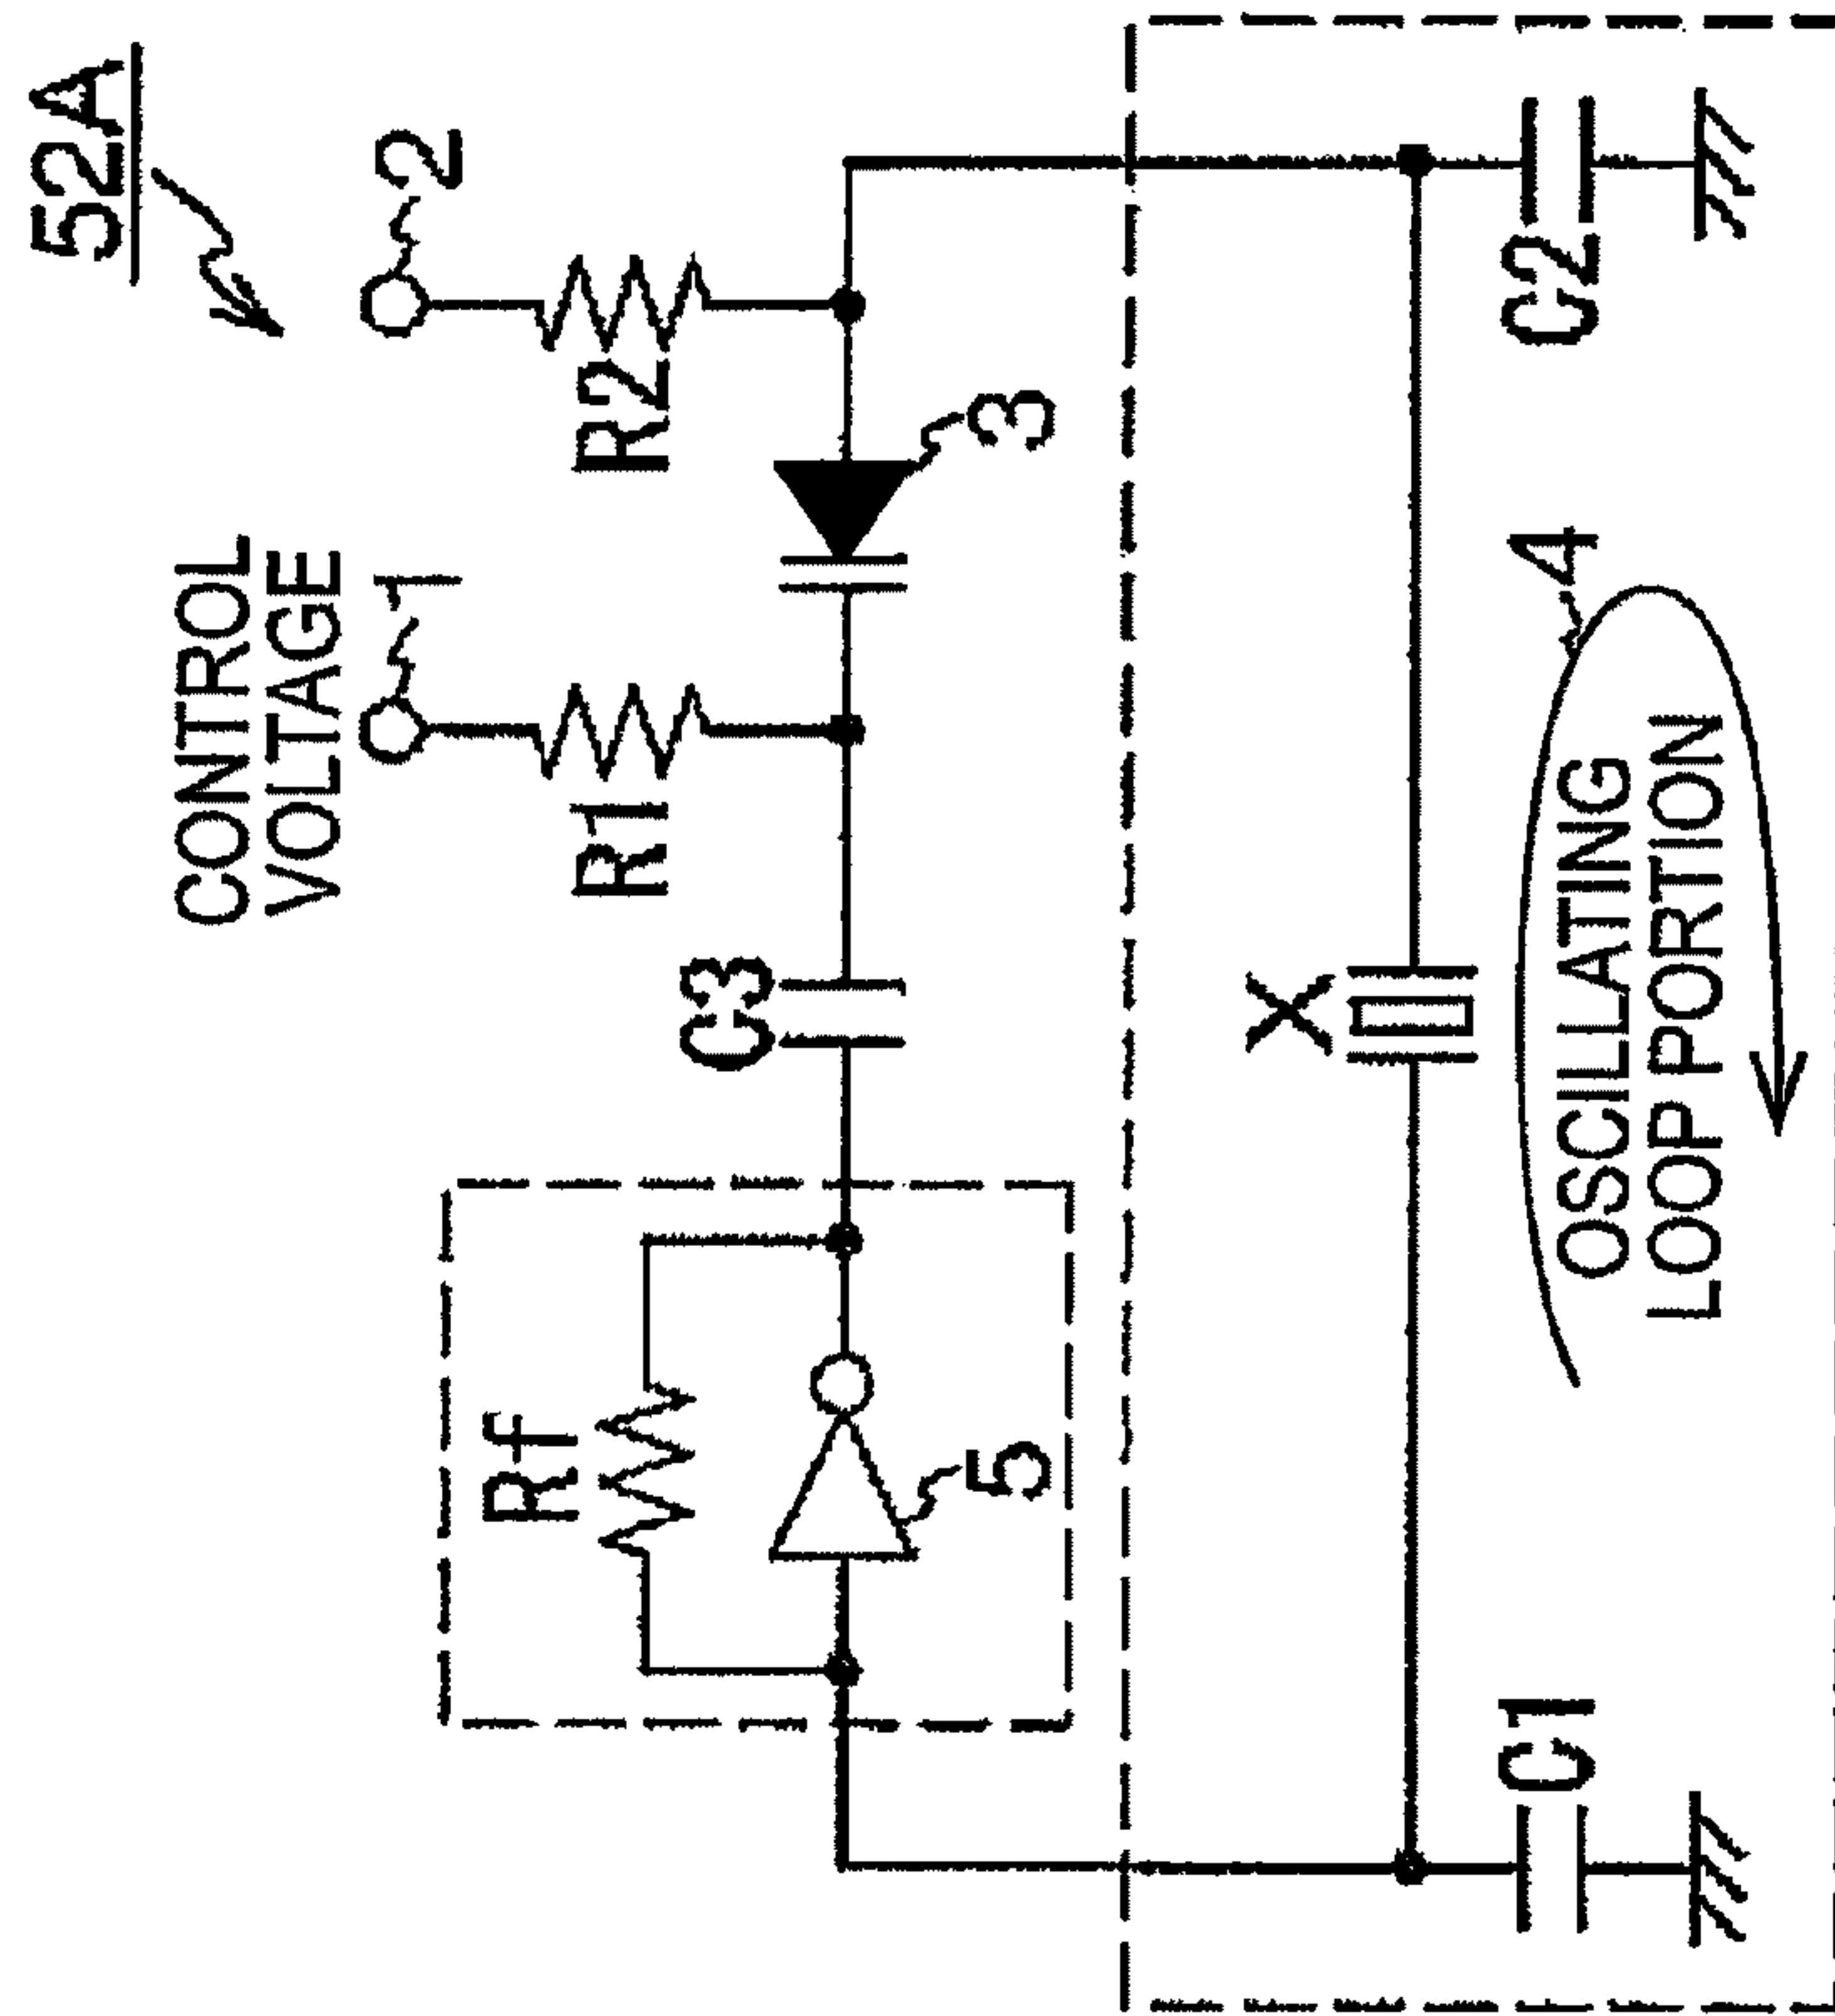 52A
CONTROL
VOLTAGE
1
2
Rf
R1
R2
C3
5
3
X
C1
4
C2
OSCILLATING
LOOP PORTION